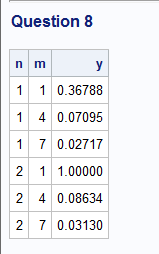 Question 8
n m y
1 1 0.36788
1 4 0.07095
1 7 0.02717
2 1 1.00000
2 4 0.08634
2 7 0.03130